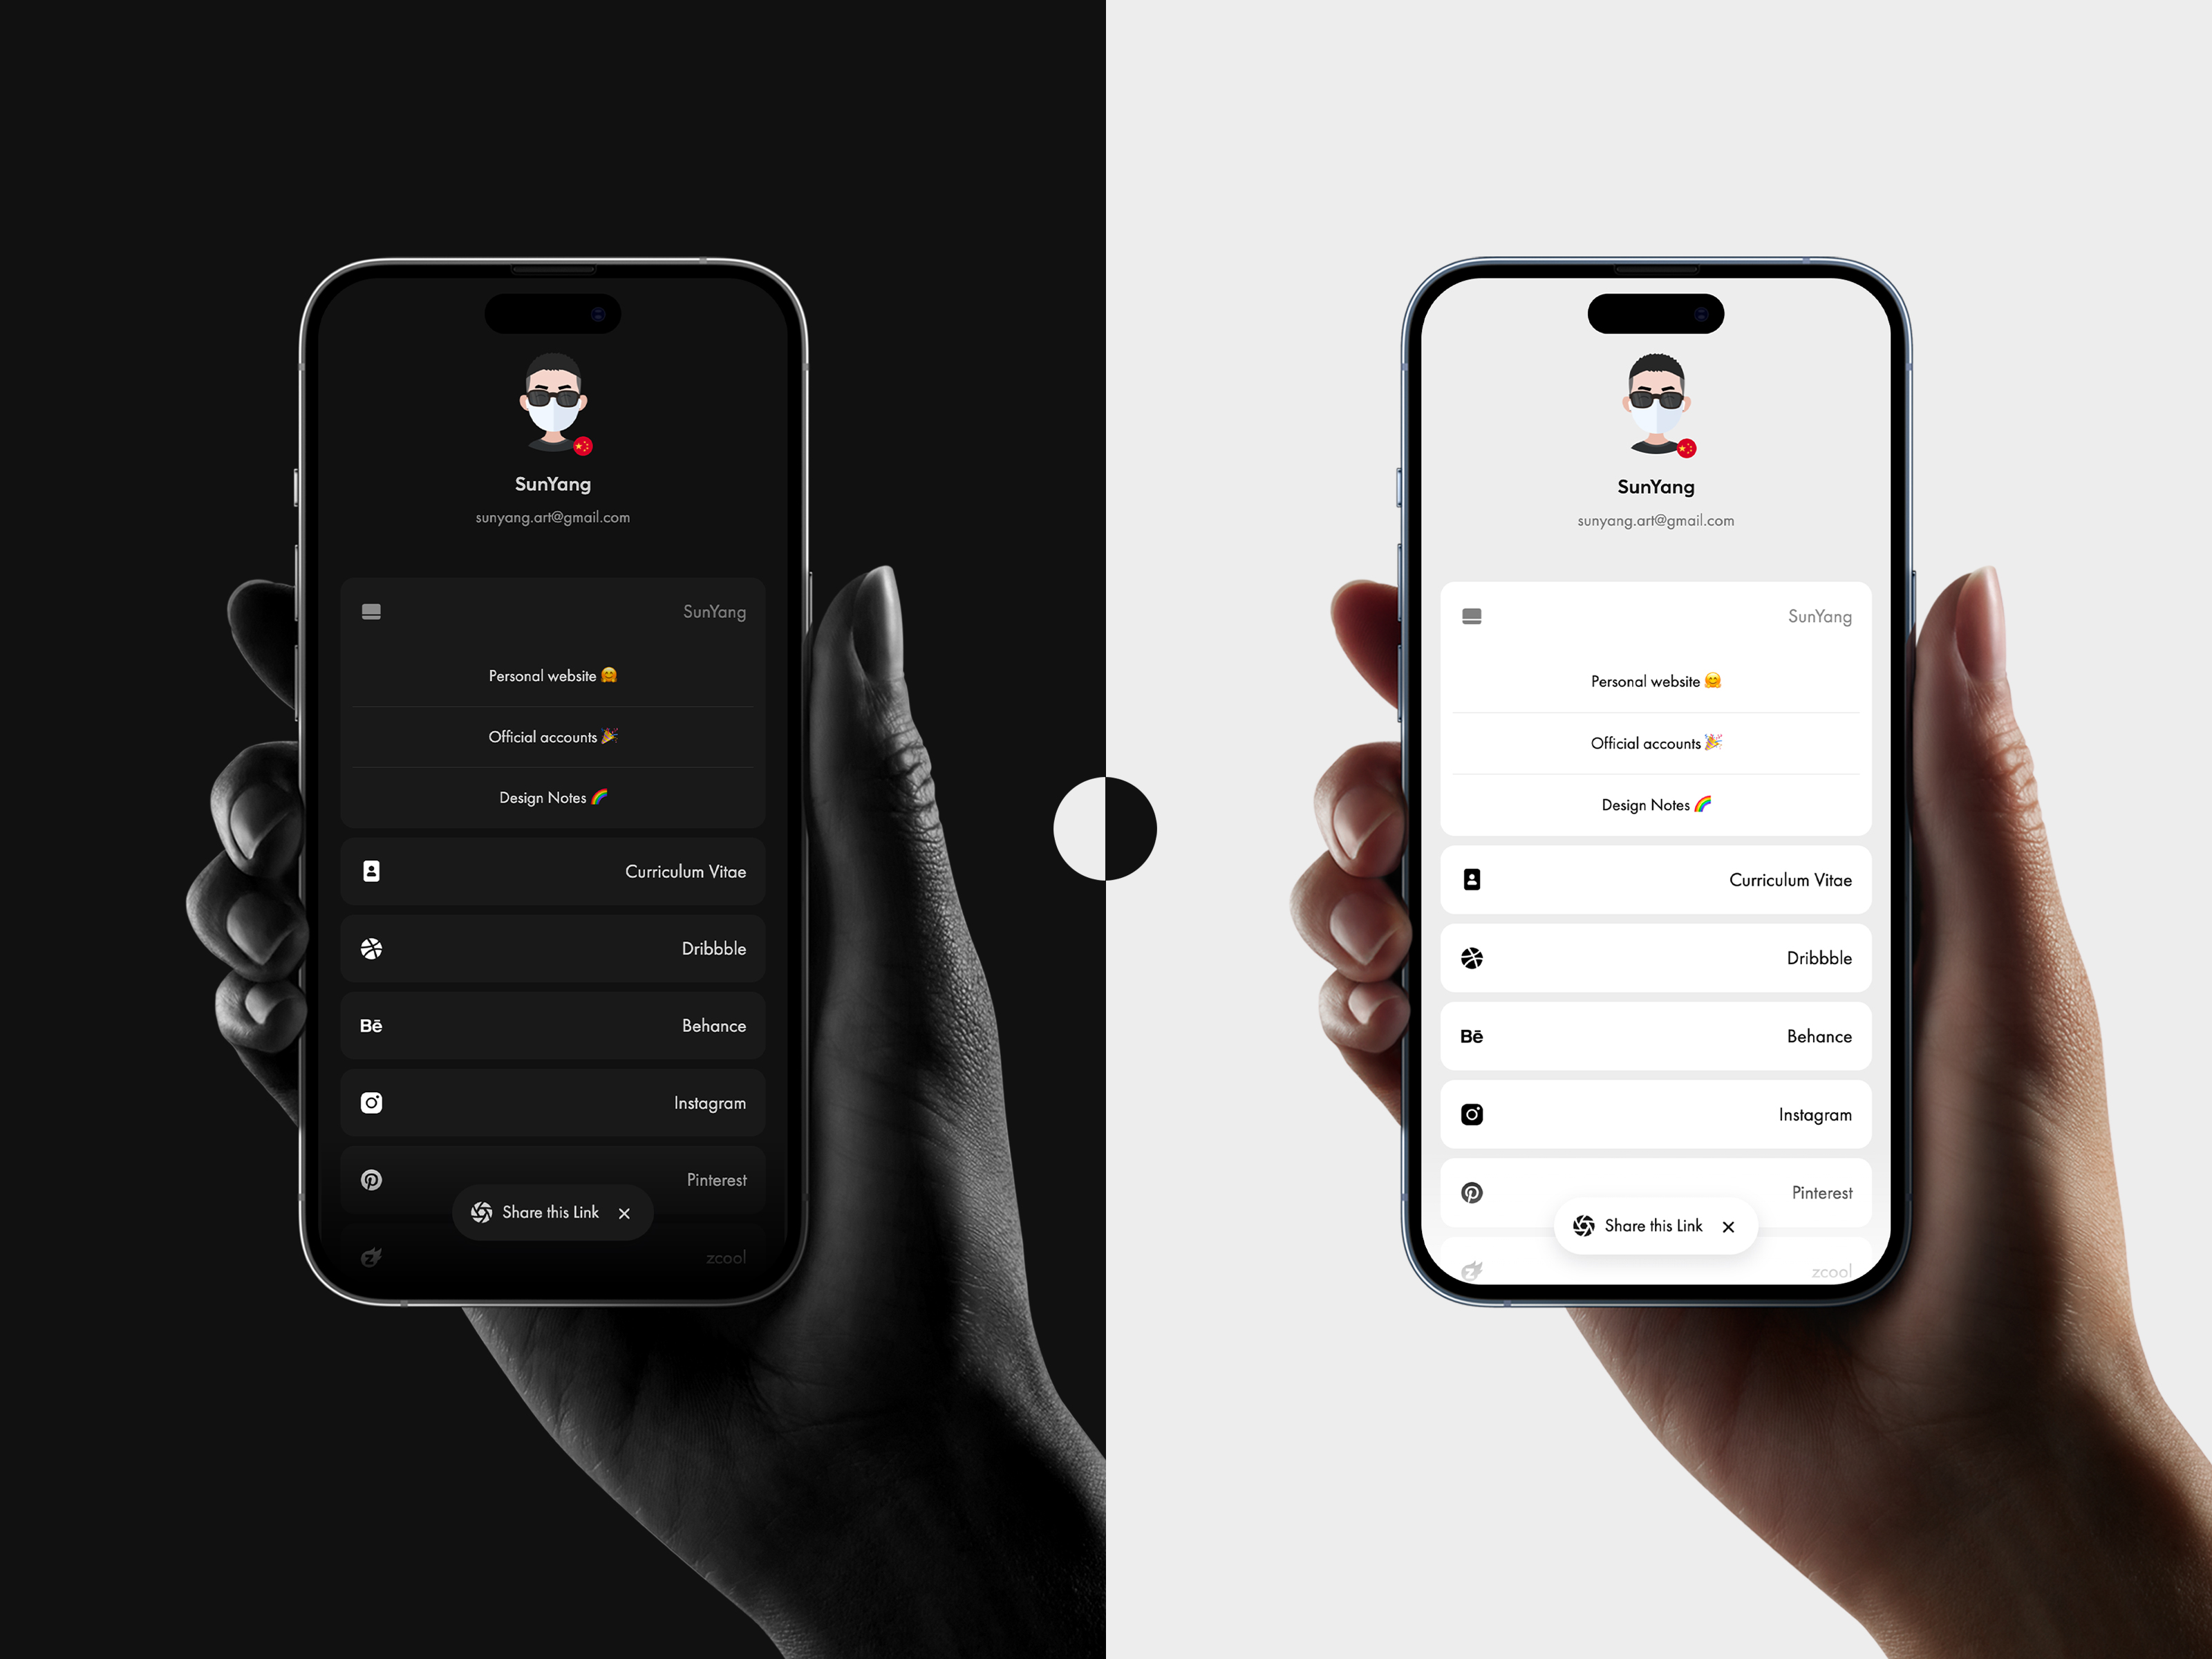 SunYang
sunyang.art@gmail.com
SunYang
Personal website 🤗
Official accounts 🎉
Design Notes 🌈
Curriculum Vitae
Dribbble
Bē
Behance
Instagram
Pinterest
Share this Link ×
zcool
SunYang
sunyang.art@gmail.com
SunYang
Personal website 🤗
Official accounts 🎉
Design Notes 🌈
Curriculum Vitae
Dribbble
Bē
Behance
Instagram
Pinterest
Share this Link ×
zcool